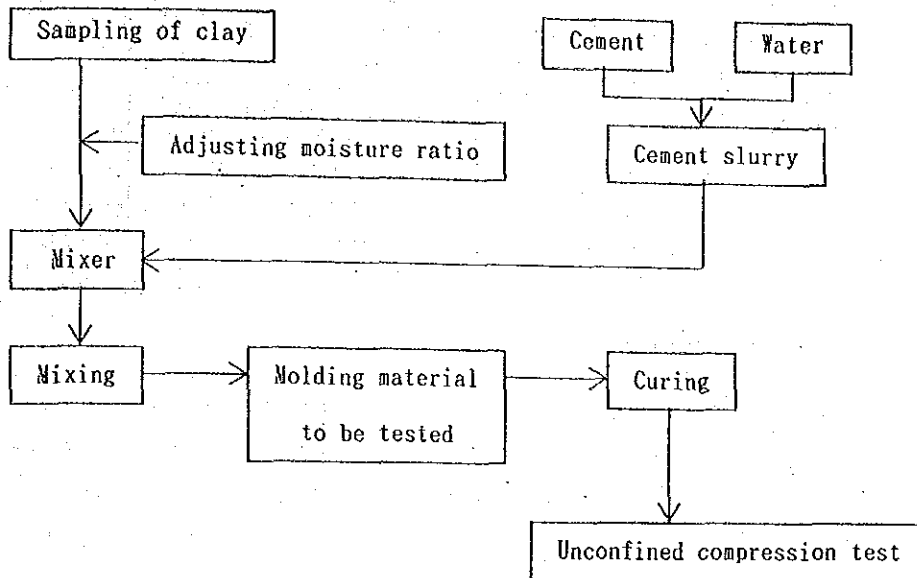 Sampling of clay
Cement
Water
Adjusting moisture ratio
Cement slurry
Mixer
Mixing
Molding material
to be tested
Curing
Unconfined compression test